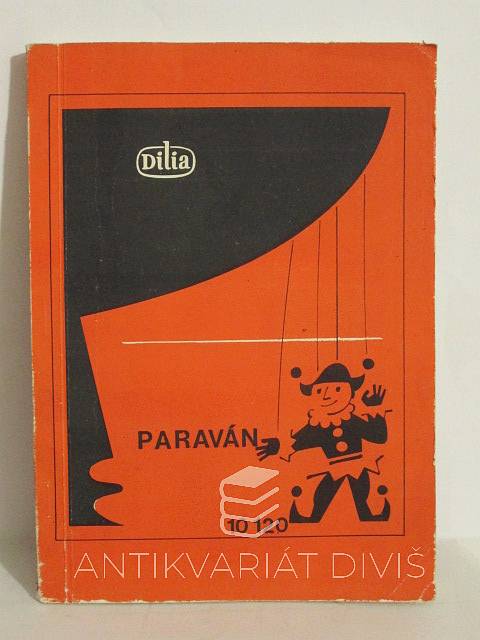 Dilia
PARAVÁN
10 120
ANTIKVARIÁT DIVIŠ